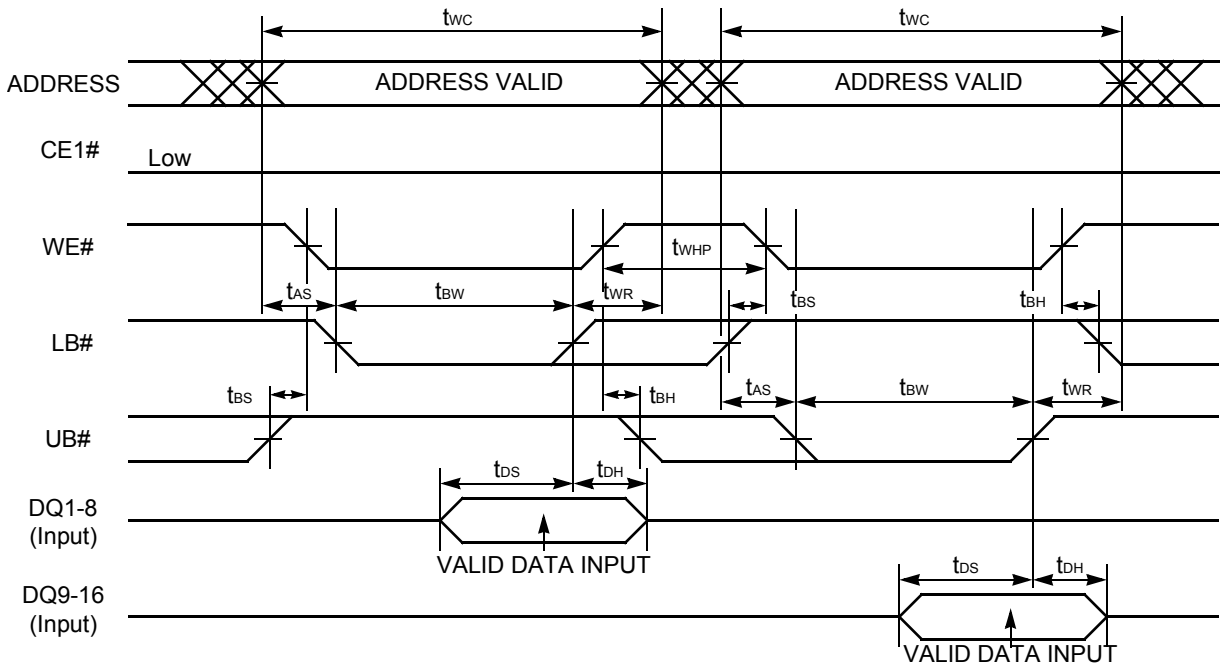 tWC tWC
ADDRESS ADDRESS VALID ADDRESS VALID
CE1# Low
WE#
tWHP
tAS tBW tWR tBS tBH
LB#
tBS tBH tAS tBW tWR
UB#
tDS tDH
DQ1-8
(Input)
VALID DATA INPUT
tDS tDH
DQ9-16
(Input)
VALID DATA INPUT